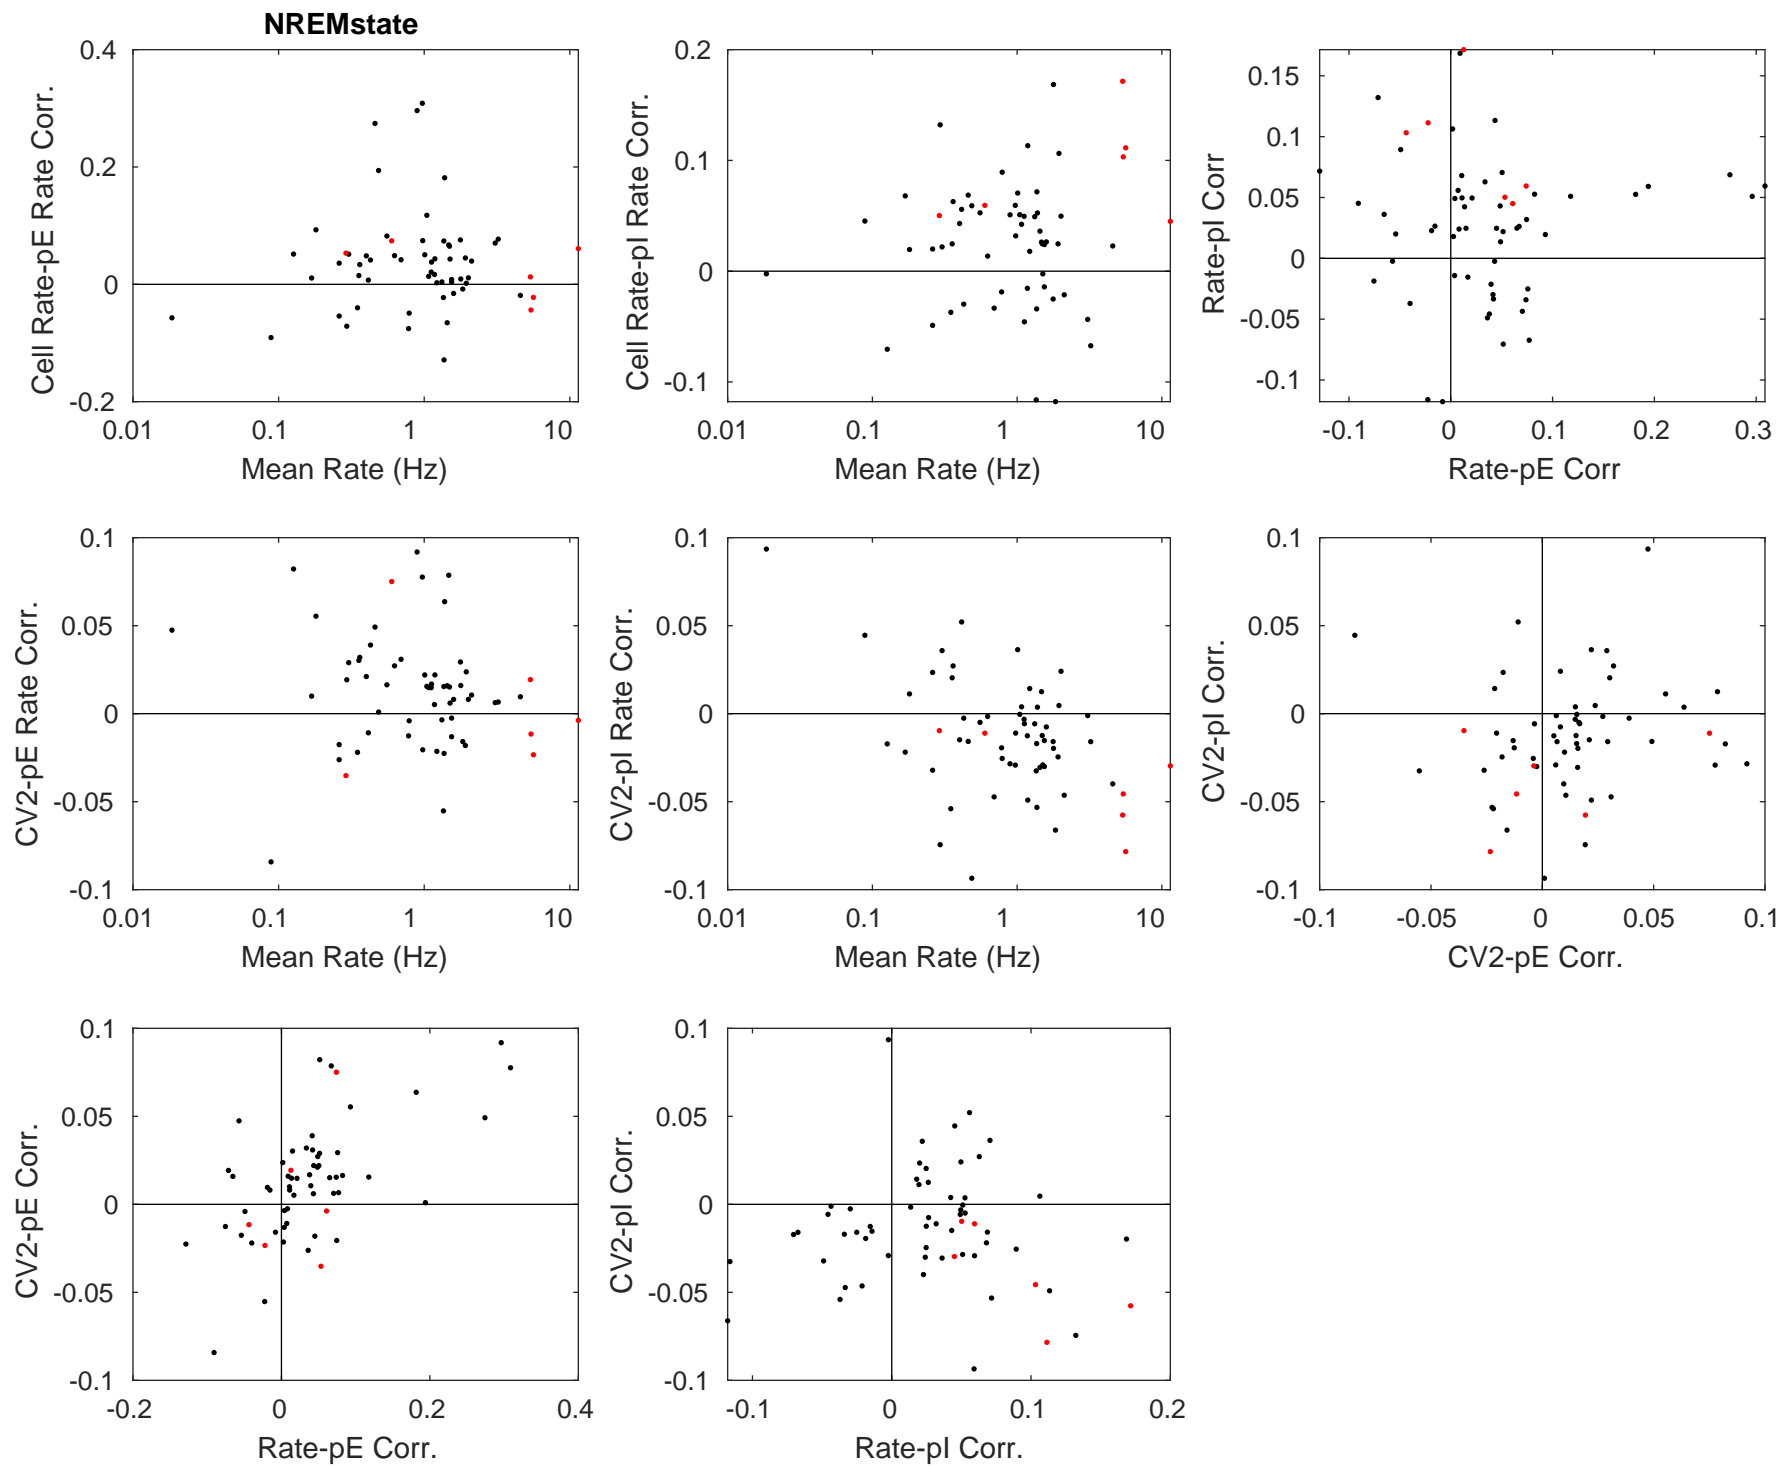 NREMstate
0.4
0.2
0
-0.2
Cell Rate-pE Rate Corr.
0.01 0.1 1 10
Mean Rate (Hz)
0.2
0.1
0
-0.1
Cell Rate-pI Rate Corr.
0.01 0.1 1 10
Mean Rate (Hz)
0.15
0.1
0.05
0
-0.05
-0.1
Rate-pI Corr
-0.1 0 0.1 0.2 0.3
Rate-pE Corr
0.1
0.05
0
-0.05
-0.1
CV2-pE Rate Corr.
0.01 0.1 1 10
Mean Rate (Hz)
0.1
0.05
0
-0.05
-0.1
CV2-pI Rate Corr.
0.01 0.1 1 10
Mean Rate (Hz)
0.1
0.05
0
-0.05
-0.1
CV2-pI Corr.
-0.1 -0.05 0 0.05 0.1
CV2-pE Corr.
0.1
0.05
0
-0.05
-0.1
CV2-pE Corr.
-0.2 0 0.2 0.4
Rate-pE Corr.
0.1
0.05
0
-0.05
-0.1
CV2-pI Corr.
-0.1 0 0.1 0.2
Rate-pI Corr.